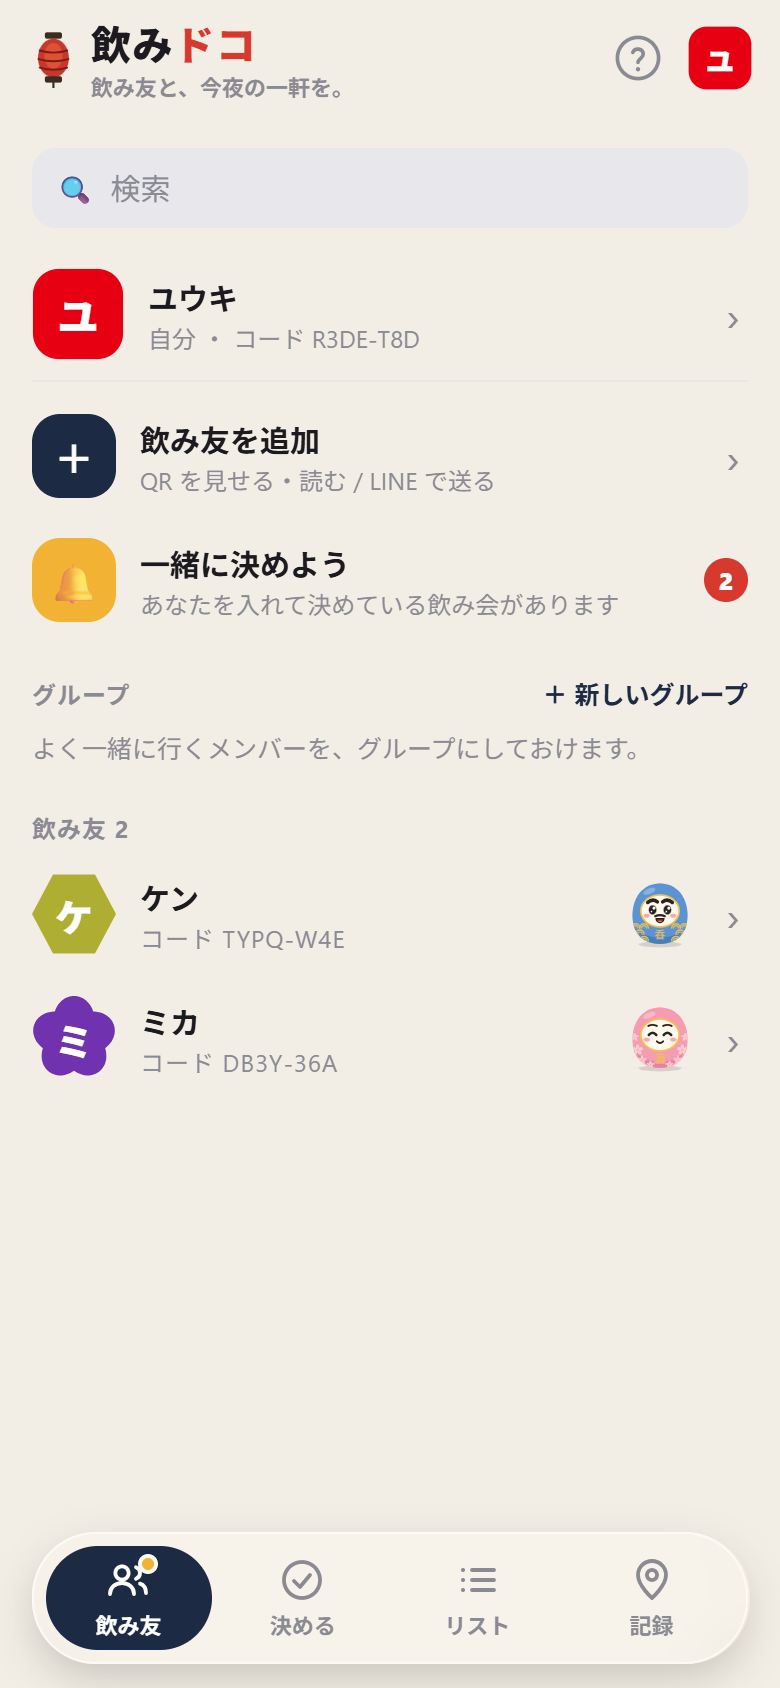 飲みドコ
飲み友と、今夜の一軒を。
ユ
検索
ユ
ユウキ
自分 ・ コード R3DE-T8D
›
+
飲み友を追加
QR を見せる・読む / LINE で送る
›
一緒に決めよう
あなたを入れて決めている飲み会があります
2
グループ
＋ 新しいグループ
よく一緒に行くメンバーを、グループにしておけます。
飲み友 2
ケ
ケン
コード TYPQ-W4E
呑
›
ミ
ミカ
コード DB3Y-36A
›
飲み友
決める
リスト
記録